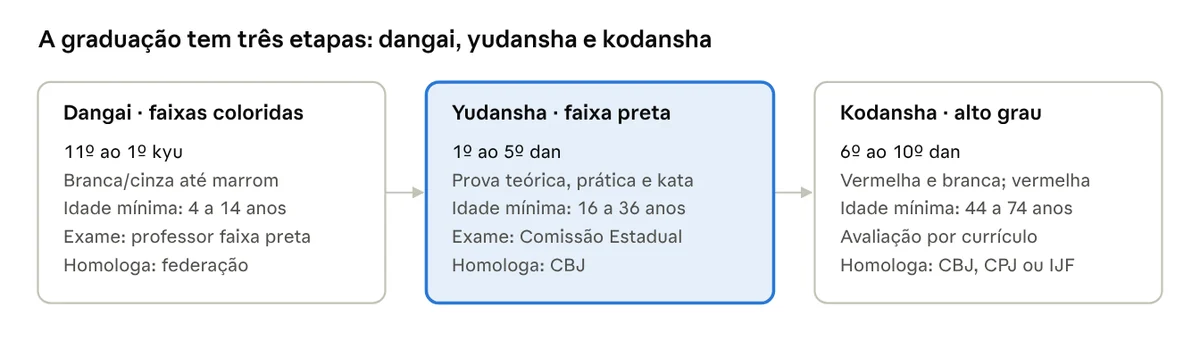 A graduação tem três etapas: dangai, yudansha e kodansha
Dangai · faixas coloridas
11º ao 1º kyu
Branca/cinza até marrom
Idade mínima: 4 a 14 anos
Exame: professor faixa preta
Homologa: federação
Yudansha · faixa preta
1º ao 5º dan
Prova teórica, prática e kata
Idade mínima: 16 a 36 anos
Exame: Comissão Estadual
Homologa: CBJ
Kodansha · alto grau
6º ao 10º dan
Vermelha e branca; vermelha
Idade mínima: 44 a 74 anos
Avaliação por currículo
Homologa: CBJ, CPJ ou IJF